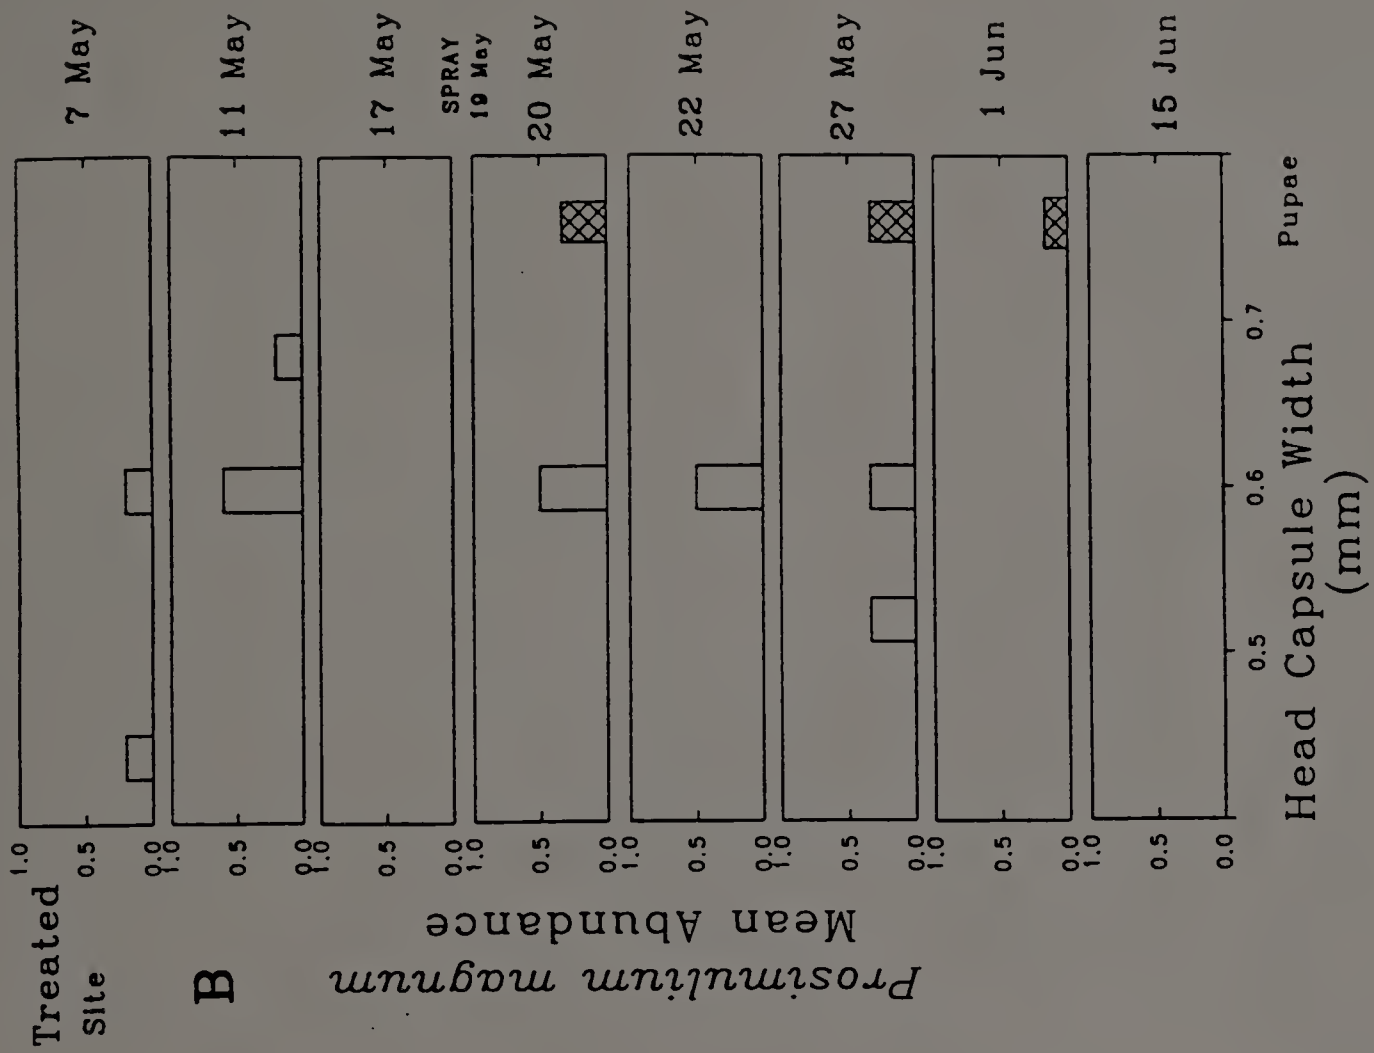 Treated
Site
B
Prosimulium magnum
Mean Abundance
1.0
0.5
0.0
7 May
1.0
0.5
0.0
11 May
1.0
0.5
0.0
17 May
SPRAY
19 May
1.0
0.5
0.0
20 May
1.0
0.5
0.0
22 May
1.0
0.5
0.0
27 May
1.0
0.5
0.0
1 Jun
1.0
0.5
0.0
15 Jun
0.5
0.6
0.7
Pupae
Head Capsule Width
(mm)